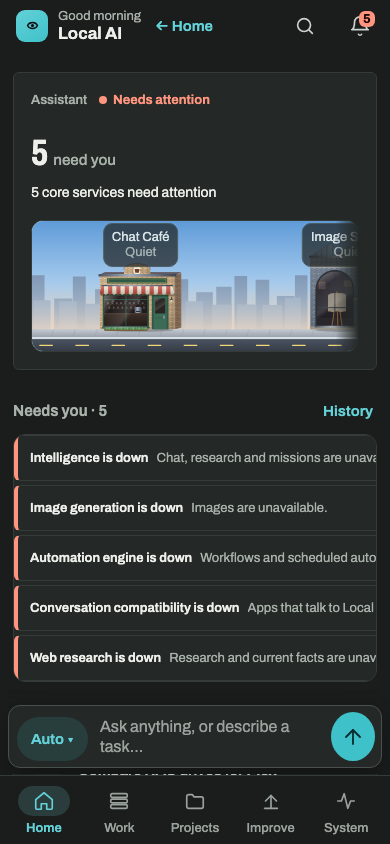 Good morning
Local AI
← Home
5
Assistant
Needs attention
5 need you
5 core services need attention
Chat Café
Quiet
Image S
Qui
Needs you · 5
History
Intelligence is down Chat, research and missions are unava
Image generation is down Images are unavailable.
Automation engine is down Workflows and scheduled auto
Conversation compatibility is down Apps that talk to Local
Web research is down Research and current facts are unav
Auto ▾
Ask anything, or describe a
task...
Home
Work
Projects
Improve
System